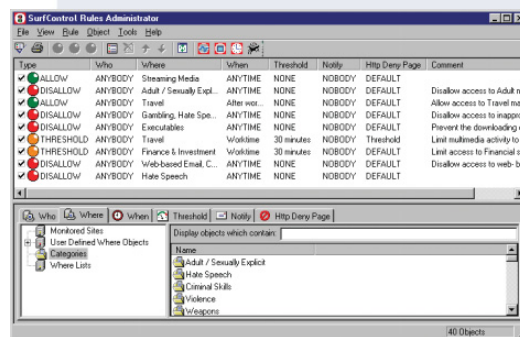 SurfControl Rules Administrator
File View Rule Object Tools Help
Type Who Where When Threshold Notify Http Deny Page Comment
ALLOW ANYBODY Streaming Media ANYTIME NONE NOBODY DEFAULT
DISALLOW ANYBODY Adult / Sexually Expl... ANYTIME NONE NOBODY DEFAULT Disallow access to Adult m
ALLOW ANYBODY Travel After wor... NONE NOBODY DEFAULT Allow access to Travel ma
DISALLOW ANYBODY Gambling, Hate Spe... ANYTIME NONE NOBODY DEFAULT Disallow access to inappro
DISALLOW ANYBODY Executables ANYTIME NONE NOBODY DEFAULT Prevent the downloading
THRESHOLD ANYBODY Travel Worktime 30 minutes NOBODY Threshold Limit multimedia activity to
THRESHOLD ANYBODY Finance & Investment Worktime 30 minutes NOBODY DEFAULT Limit access to Financial s
DISALLOW ANYBODY Web-based Email, C... ANYTIME NONE NOBODY DEFAULT Disallow access to web- b
DISALLOW ANYBODY Hate Speech ANYTIME NONE NOBODY DEFAULT
Who Where When Threshold Notify Http Deny Page
Monitored Sites
User Defined Where Objects
Categories
Where Lists
Display objects which contain:
Name
Adult / Sexually Explicit
Hate Speech
Criminal Skills
Violence
Weapons
40 Objects